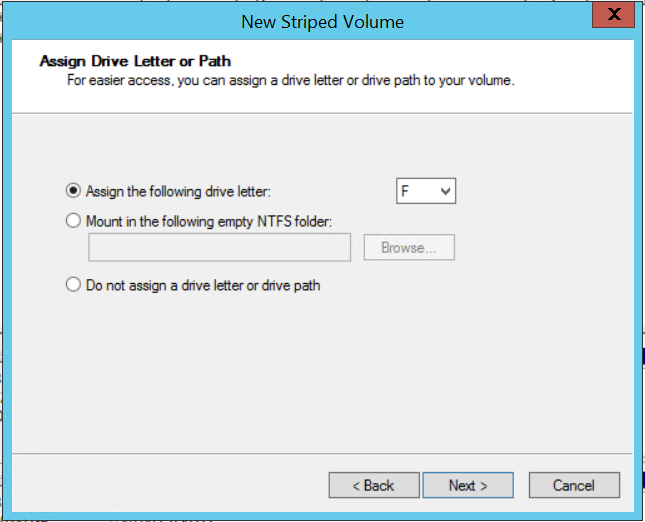 New Striped Volume
X
Assign Drive Letter or Path
For easier access, you can assign a drive letter or drive path to your volume.
Assign the following drive letter:
F
Mount in the following empty NTFS folder:
Browse...
Do not assign a drive letter or drive path
< Back
Next >
Cancel